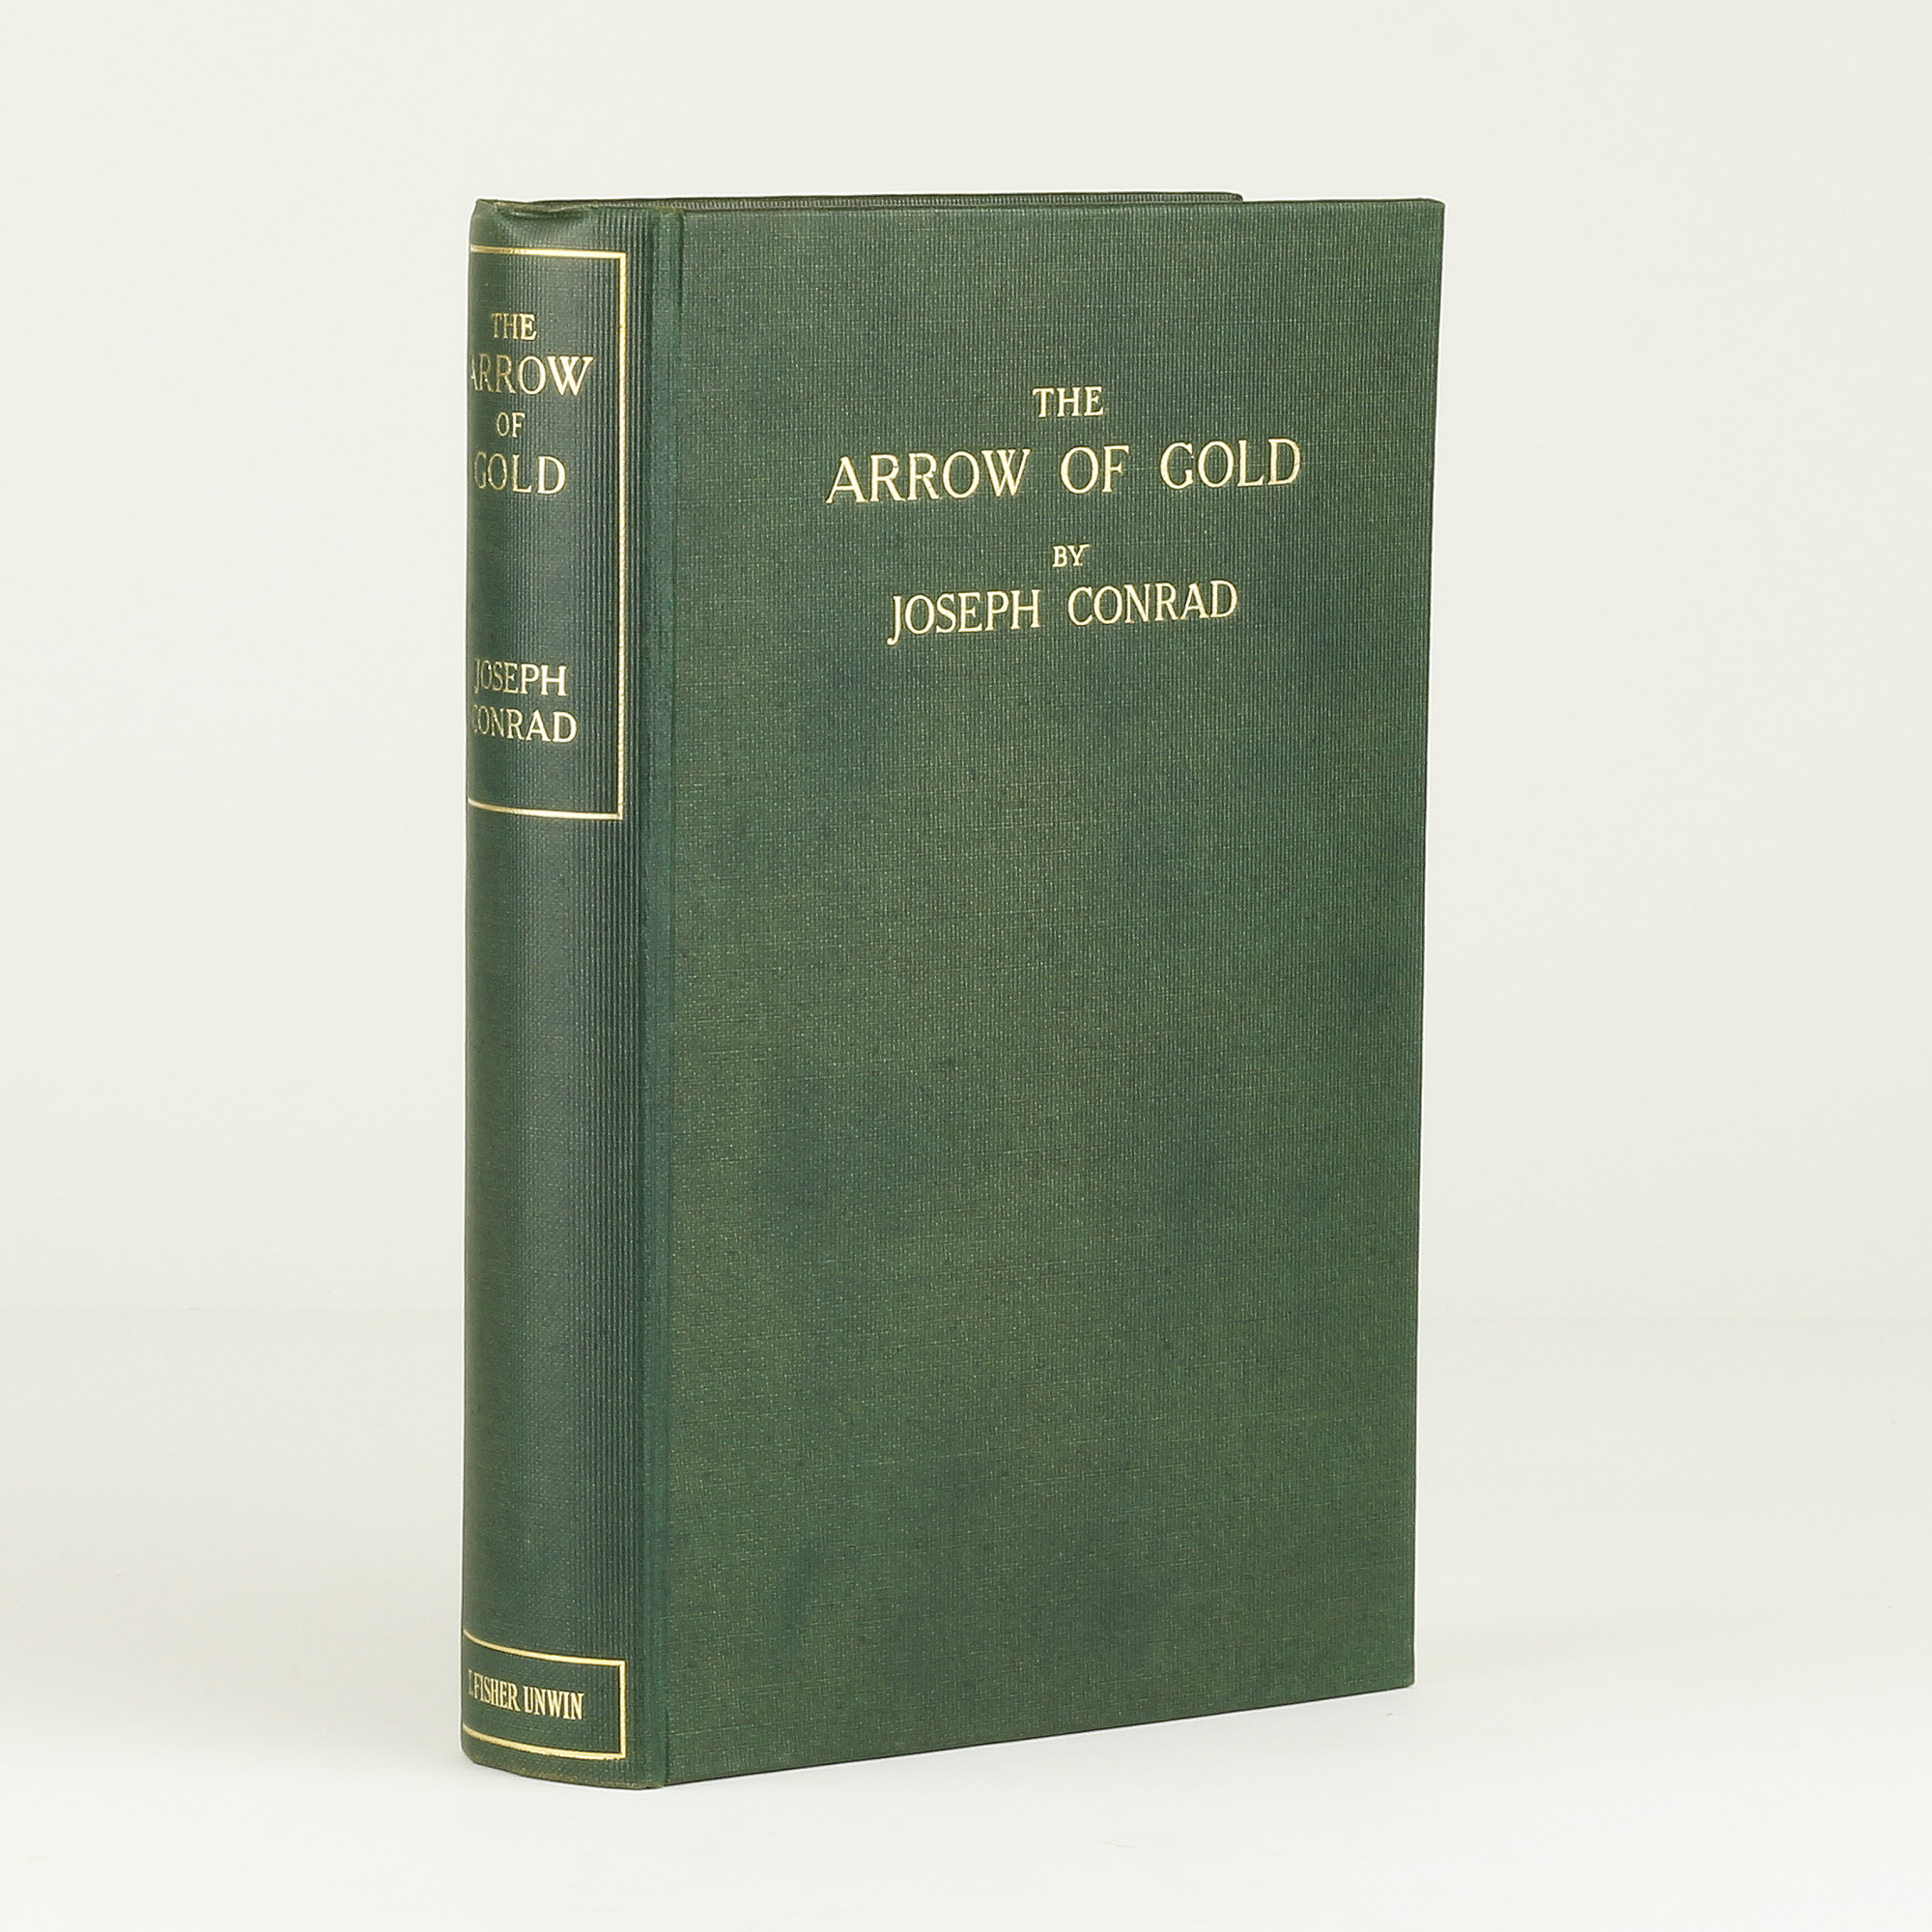 THE
ARROW
OF
GOLD
JOSEPH
CONRAD
T. FISHER UNWIN
THE
ARROW OF GOLD
BY
JOSEPH CONRAD